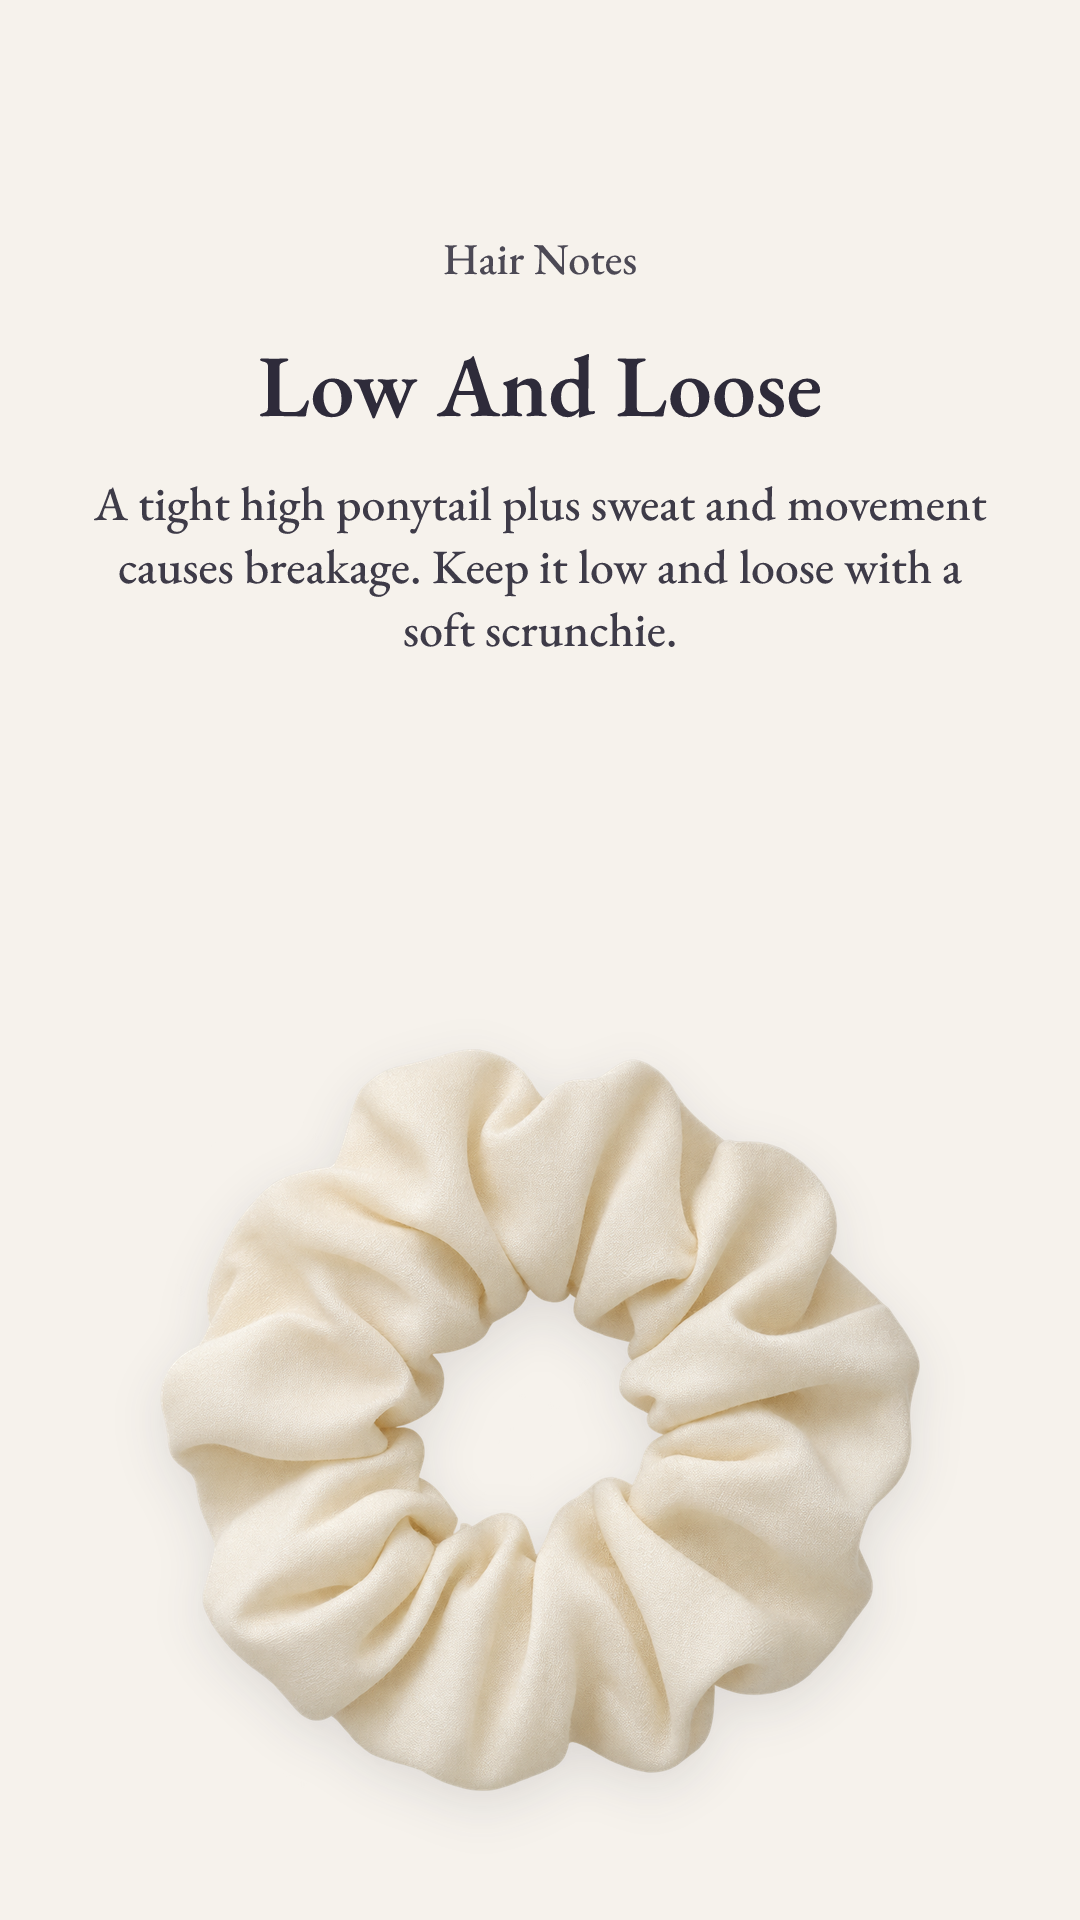 Hair Notes
Low And Loose
A tight high ponytail plus sweat and movement
causes breakage. Keep it low and loose with a
soft scrunchie.